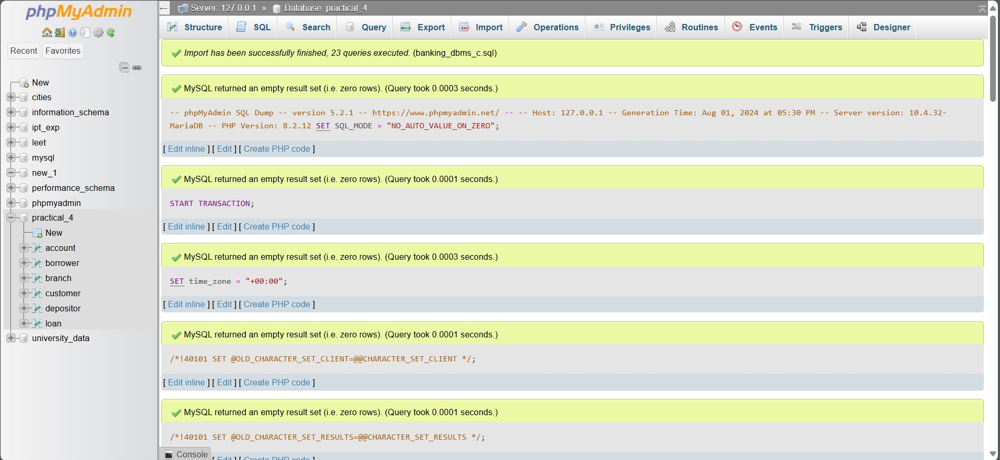 phpMyAdmin
Recent
Favorites
New
cities
information_schema
ipt_exp
leet
mysql
new_1
performance_schema
phpmyadmin
practical_4
New
account
borrower
branch
customer
depositor
loan
university_data
Server: 127.0.0.1 » Database: practical_4
Structure SQL Search Query Export Import Operations Privileges Routines Events Triggers Designer
Import has been successfully finished, 23 queries executed. (banking_dbms_c.sql)
MySQL returned an empty result set (i.e. zero rows). (Query took 0.0003 seconds.)
-- phpMyAdmin SQL Dump -- version 5.2.1 -- https://www.phpmyadmin.net/ -- -- Host: 127.0.0.1 -- Generation Time: Aug 01, 2024 at 05:30 PM -- Server version: 10.4.32-
MariaDB -- PHP Version: 8.2.12 SET SQL_MODE = "NO_AUTO_VALUE_ON_ZERO";
[ Edit inline ] [ Edit ] [ Create PHP code ]
MySQL returned an empty result set (i.e. zero rows). (Query took 0.0001 seconds.)
START TRANSACTION;
[ Edit inline ] [ Edit ] [ Create PHP code ]
MySQL returned an empty result set (i.e. zero rows). (Query took 0.0003 seconds.)
SET time_zone = "+00:00";
[ Edit inline ] [ Edit ] [ Create PHP code ]
MySQL returned an empty result set (i.e. zero rows). (Query took 0.0001 seconds.)
/*!40101 SET @OLD_CHARACTER_SET_CLIENT=@@CHARACTER_SET_CLIENT */;
[ Edit inline ] [ Edit ] [ Create PHP code ]
MySQL returned an empty result set (i.e. zero rows). (Query took 0.0001 seconds.)
/*!40101 SET @OLD_CHARACTER_SET_RESULTS=@@CHARACTER_SET_RESULTS */;
Console [ Edit ] [ Create PHP code ]